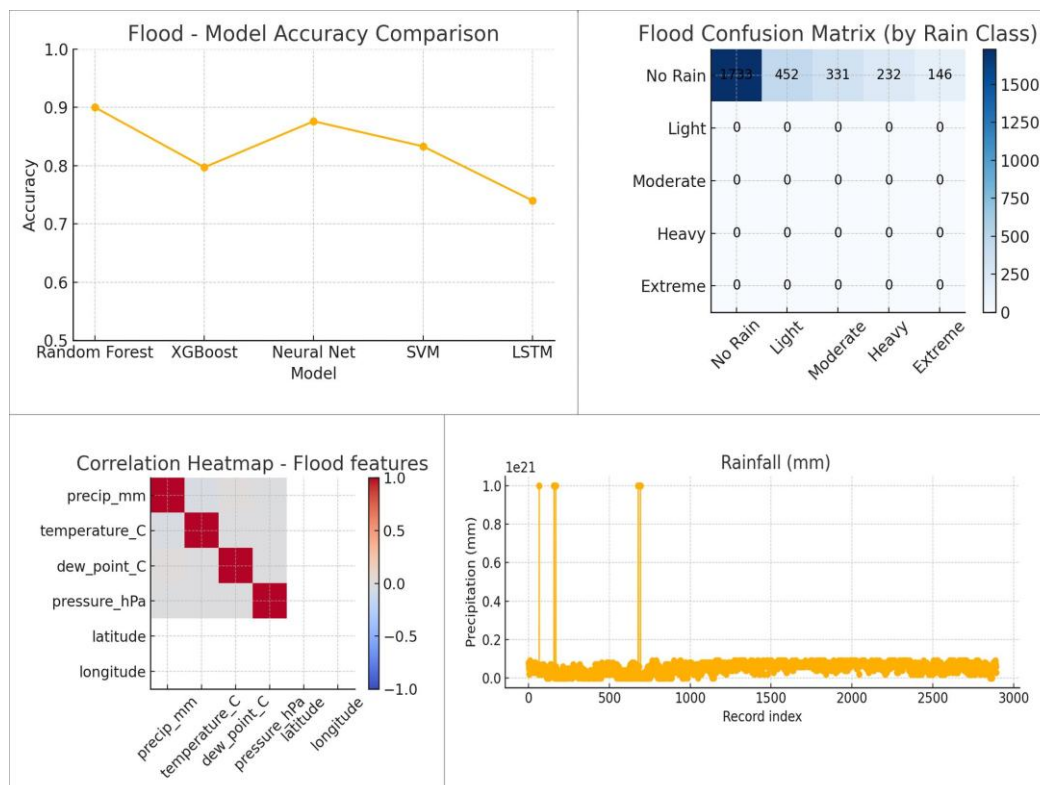 Flood - Model Accuracy Comparison
1.0
0.9
0.8
0.7
0.6
0.5
Accuracy
Random Forest XGBoost Neural Net SVM LSTM
Model
Flood Confusion Matrix (by Rain Class)
No Rain 1733 452 331 232 146
Light 0 0 0 0 0
Moderate 0 0 0 0 0
Heavy 0 0 0 0 0
Extreme 0 0 0 0 0
No Rain Light Moderate Heavy Extreme
1500
1250
1000
750
500
250
0
Correlation Heatmap - Flood features
precip_mm
temperature_C
dew_point_C
pressure_hPa
latitude
longitude
precip_mm temperature_C dew_point_C pressure_hPa latitude longitude
1.0
0.5
0.0
−0.5
−1.0
Rainfall (mm)
1e21
1.0
0.8
0.6
0.4
0.2
0.0
Precipitation (mm)
0 500 1000 1500 2000 2500 3000
Record index